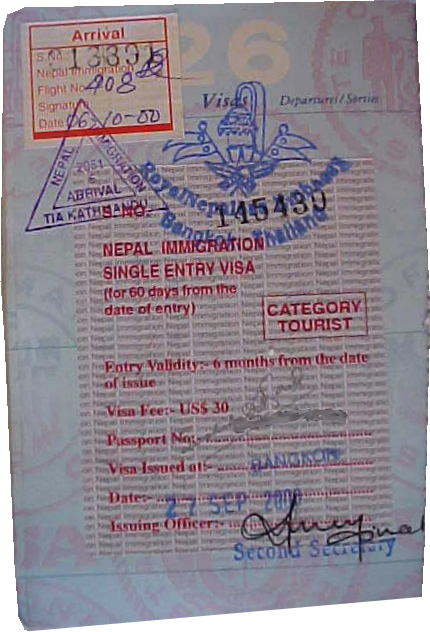 26
Visas
Departures/Sorties
Arrival
S.No.: 13891
Nepal Immigration
Flight No. 408
Signature
Date 06-10-00
NEPAL IMMIGRATION
ARRIVAL
TIA KATHMANDU
Royal Nepalese Embassy
Bangkok, Thailand
S. NO:- 145430
NEPAL IMMIGRATION
SINGLE ENTRY VISA
(for 60 days from the
date of entry)
CATEGORY
TOURIST
Entry Validity:- 6 months from the date
of issue
Visa Fee:- US$ 30
Passport No:-
Visa Issued at:- BANGKOK
Date:- 27 SEP 2000
Issuing Officer:-
Second Secretary